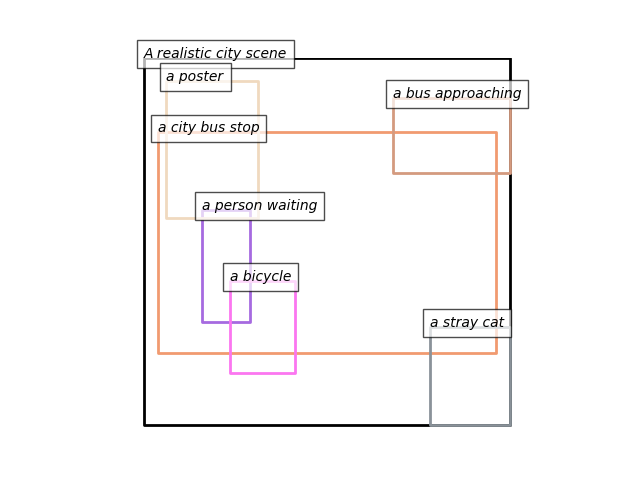 A realistic city scene
a poster
a bus approaching
a city bus stop
a person waiting
a bicycle
a stray cat